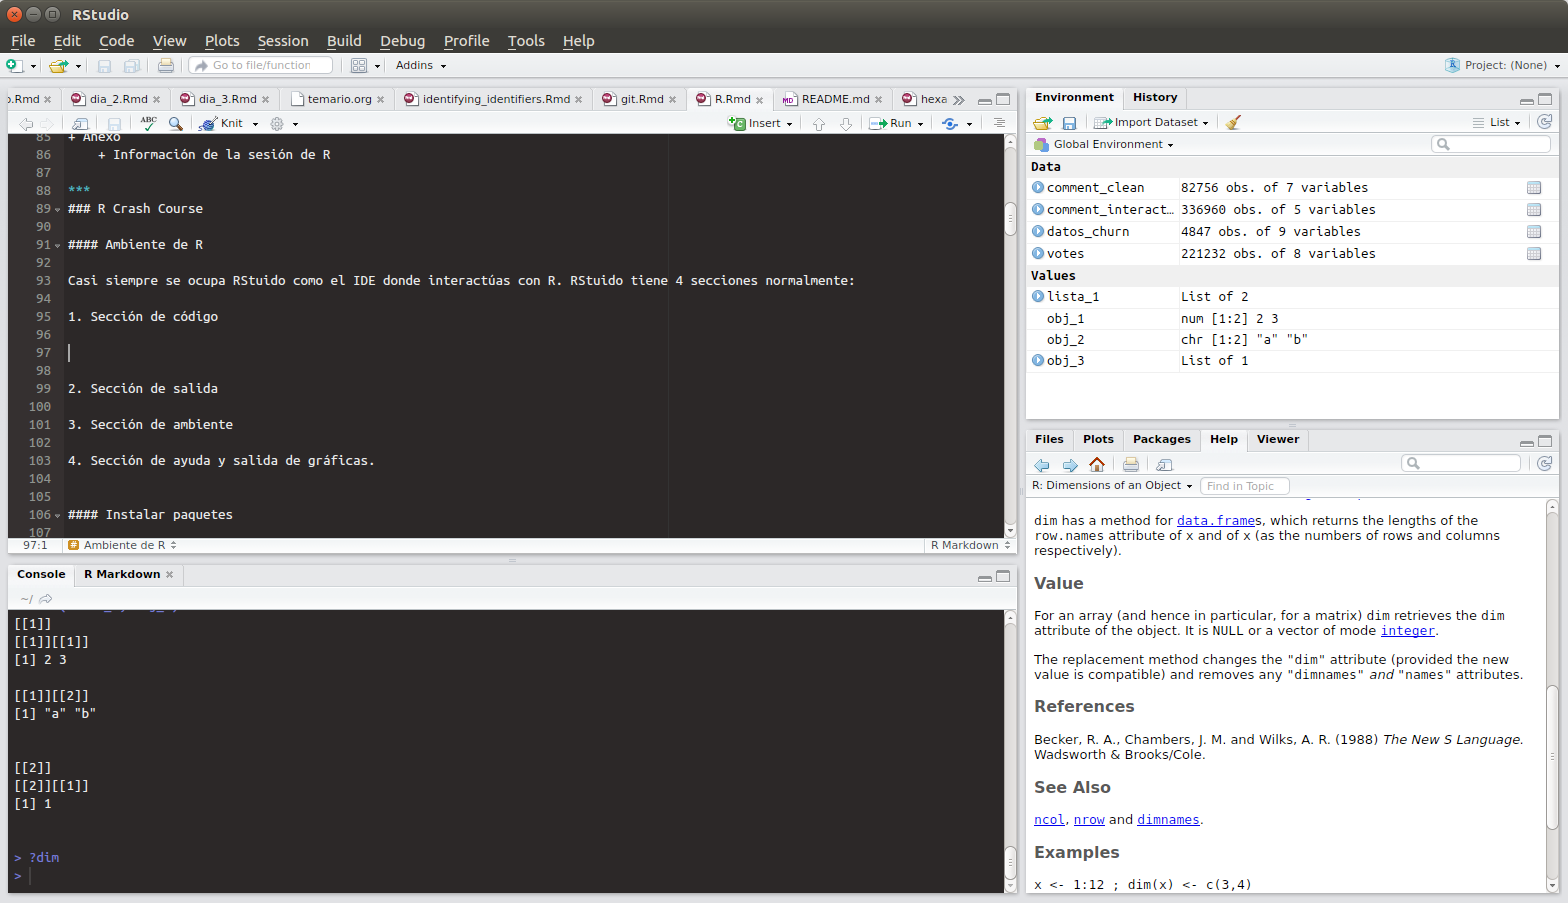 RStudio
File Edit Code View Plots Session Build Debug Profile Tools Help
Go to file/function Addins Project: (None)
o.Rmd dia_2.Rmd dia_3.Rmd temario.org identifying_identifiers.Rmd git.Rmd R.Rmd README.md hexa
ABC Knit Insert Run
85 + Anexo
86 + Información de la sesión de R
87
88 ***
89 ### R Crash Course
90
91 #### Ambiente de R
92
93 Casi siempre se ocupa RStuido como el IDE donde interactúas con R. RStuido tiene 4 secciones normalmente:
94
95 1. Sección de código
96
97
98
99 2. Sección de salida
100
101 3. Sección de ambiente
102
103 4. Sección de ayuda y salida de gráficas.
104
105
106 #### Instalar paquetes
107
97:1 # Ambiente de R R Markdown
Console R Markdown
~/
[[1]]
[[1]][[1]]
[1] 2 3
[[1]][[2]]
[1] "a" "b"
[[2]]
[[2]][[1]]
[1] 1
> ?dim
>
Environment History
Import Dataset List
Global Environment
Data
comment_clean 82756 obs. of 7 variables
comment_interact… 336960 obs. of 5 variables
datos_churn 4847 obs. of 9 variables
votes 221232 obs. of 8 variables
Values
lista_1 List of 2
obj_1 num [1:2] 2 3
obj_2 chr [1:2] "a" "b"
obj_3 List of 1
Files Plots Packages Help Viewer
R: Dimensions of an Object Find in Topic
dim has a method for data.frames, which returns the lengths of the
row.names attribute of x and of x (as the numbers of rows and columns
respectively).
Value
For an array (and hence in particular, for a matrix) dim retrieves the dim
attribute of the object. It is NULL or a vector of mode integer.
The replacement method changes the "dim" attribute (provided the new
value is compatible) and removes any "dimnames" and "names" attributes.
References
Becker, R. A., Chambers, J. M. and Wilks, A. R. (1988) The New S Language.
Wadsworth & Brooks/Cole.
See Also
ncol, nrow and dimnames.
Examples
x <- 1:12 ; dim(x) <- c(3,4)